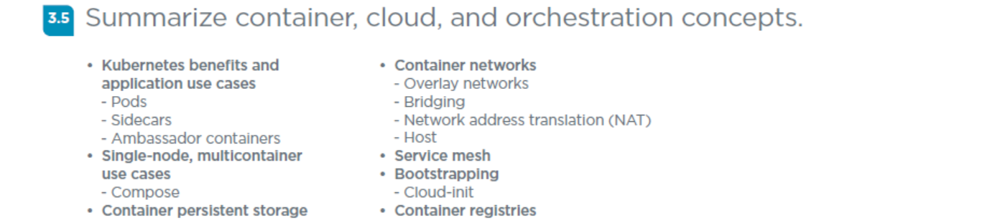 3.5 Summarize container, cloud, and orchestration concepts.
• Kubernetes benefits and
application use cases
- Pods
- Sidecars
- Ambassador containers
• Single-node, multicontainer
use cases
- Compose
• Container persistent storage
• Container networks
- Overlay networks
- Bridging
- Network address translation (NAT)
- Host
• Service mesh
• Bootstrapping
- Cloud-init
• Container registries